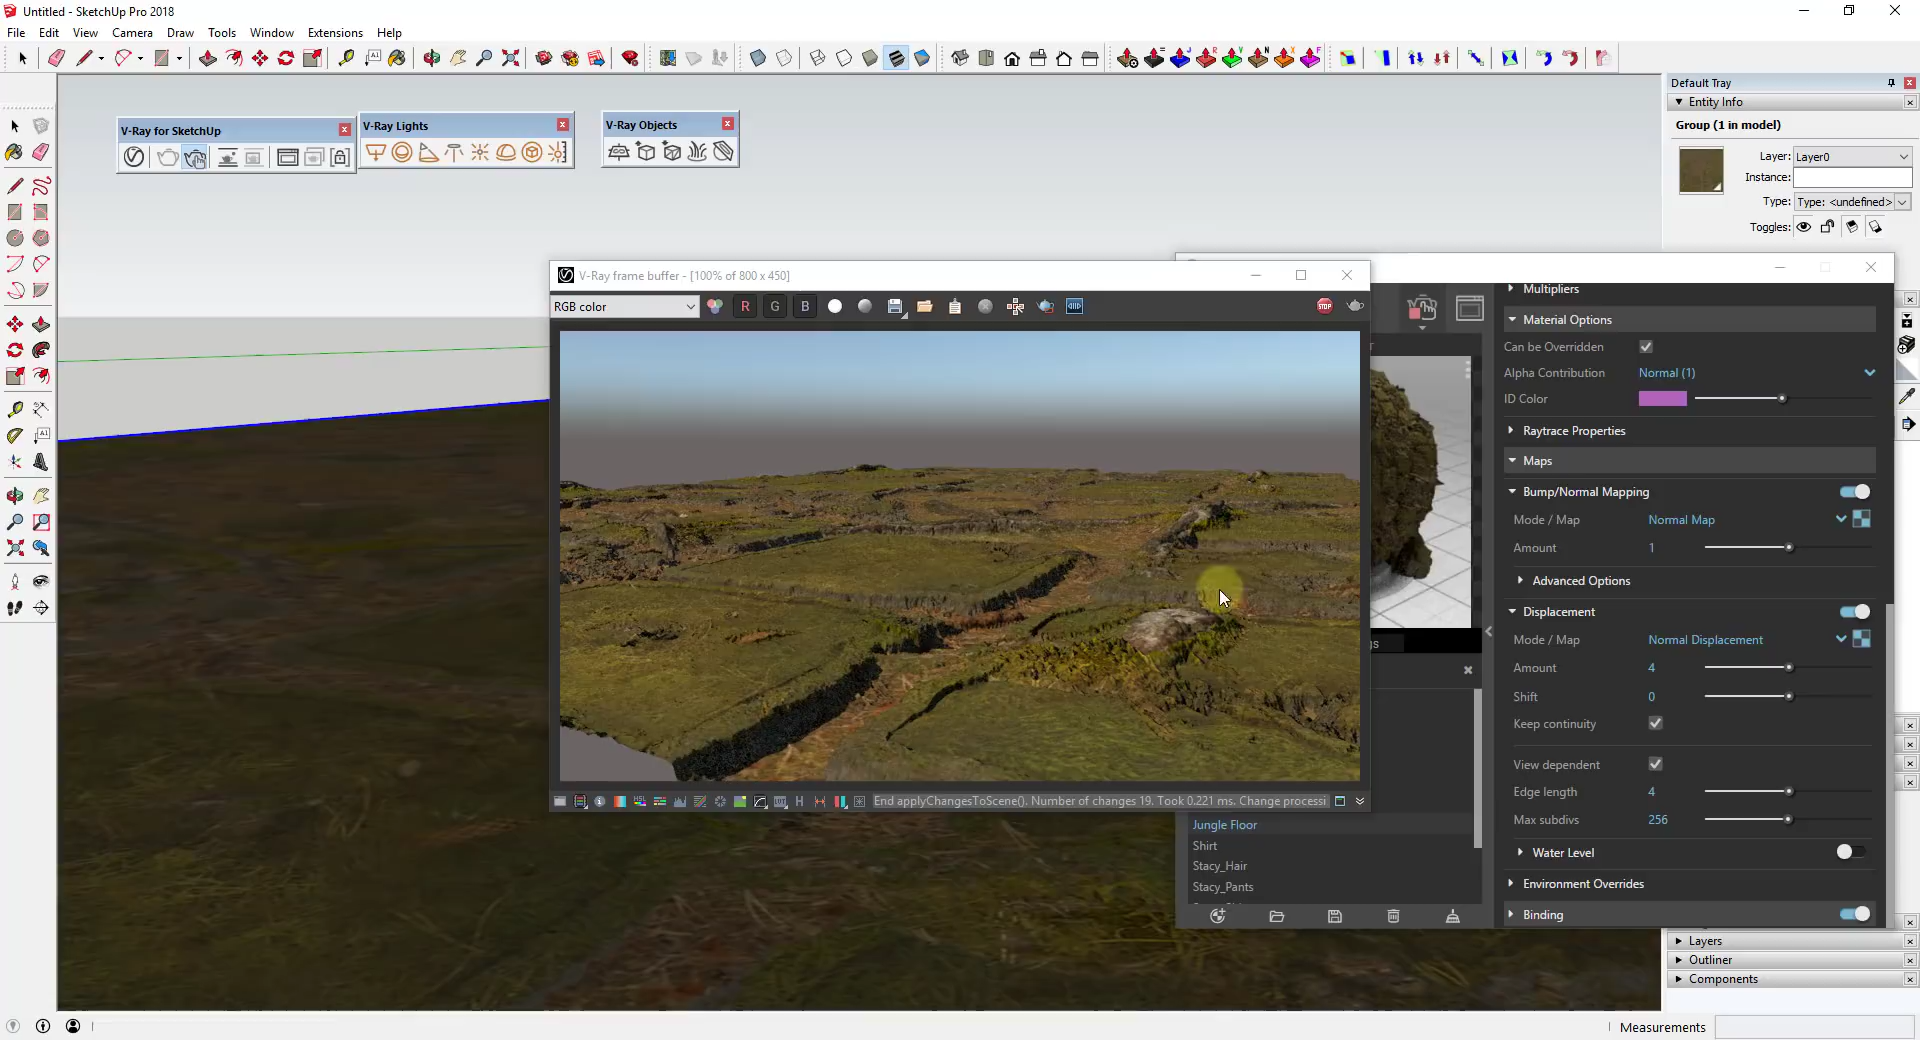 Untitled - SketchUp Pro 2018
File Edit View Camera Draw Tools Window Extensions Help
Default Tray
Entity Info
Group (1 in model)
Layer: Layer0
Instance:
Type: Type: <undefined>
Toggles:
V-Ray for SketchUp
V-Ray Lights
V-Ray Objects
V-Ray frame buffer - [100% of 800 x 450]
RGB color
R G B
STOP
Multipliers
Material Options
Can be Overridden
Alpha Contribution Normal (1)
ID Color
Raytrace Properties
Maps
Bump/Normal Mapping
Mode / Map Normal Map
Amount 1
Advanced Options
Displacement
Mode / Map Normal Displacement
Amount 4
Shift 0
Keep continuity
View dependent
Edge length 4
Max subdivs 256
Water Level
Environment Overrides
Binding
End applyChangesToScene(). Number of changes 19. Took 0.221 ms. Change processi
Jungle Floor
Shirt
Stacy_Hair
Stacy_Pants
Layers
Outliner
Components
Measurements